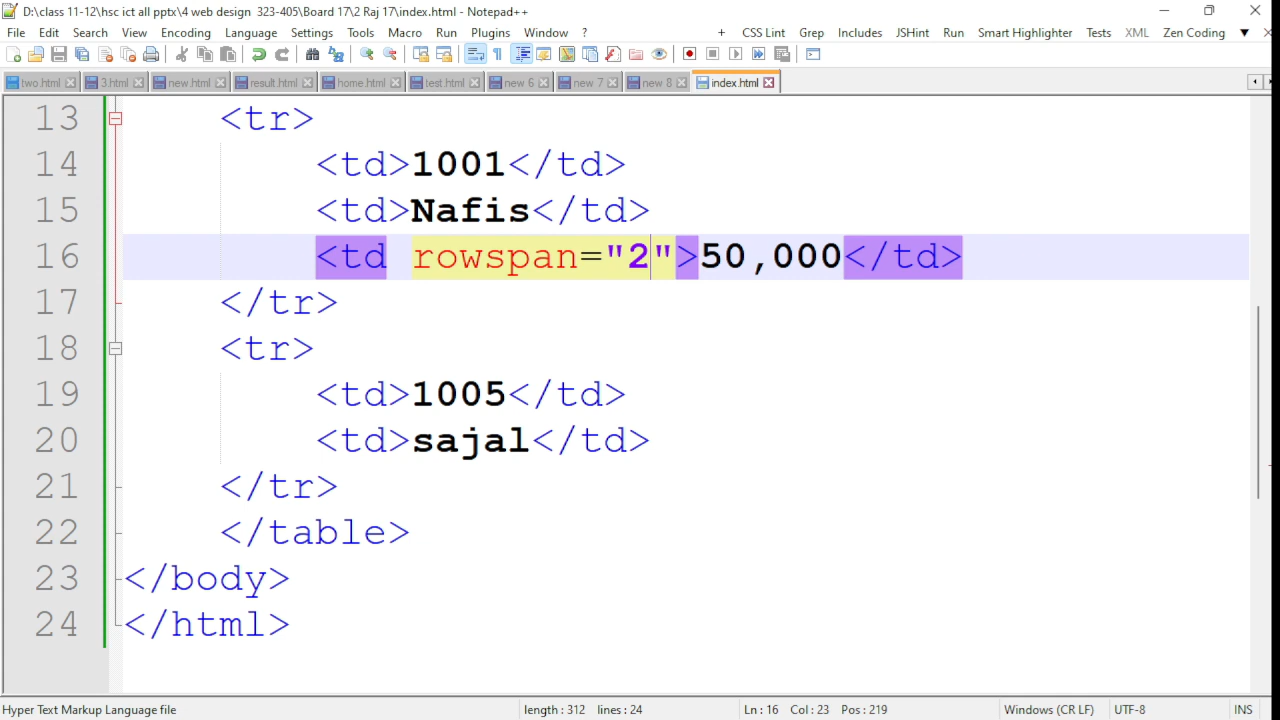 D:\class 11-12\hsc ict all pptx\4 web design 323-405\Board 17\2 Raj 17\index.html - Notepad++
File Edit Search View Encoding Language Settings Tools Macro Run Plugins Window ? + CSS Lint Grep Includes JSHint Run Smart Highlighter Tests XML Zen Coding
two.html 3.html new.html result.html home.html test.html new 6 new 7 new 8 index.html
13 <tr>
14 <td>1001</td>
15 <td>Nafis</td>
16 <td rowspan="2">50,000</td>
17 </tr>
18 <tr>
19 <td>1005</td>
20 <td>sajal</td>
21 </tr>
22 </table>
23 </body>
24 </html>
Hyper Text Markup Language file length : 312 lines : 24 Ln : 16 Col : 23 Pos : 219 Windows (CR LF) UTF-8 INS